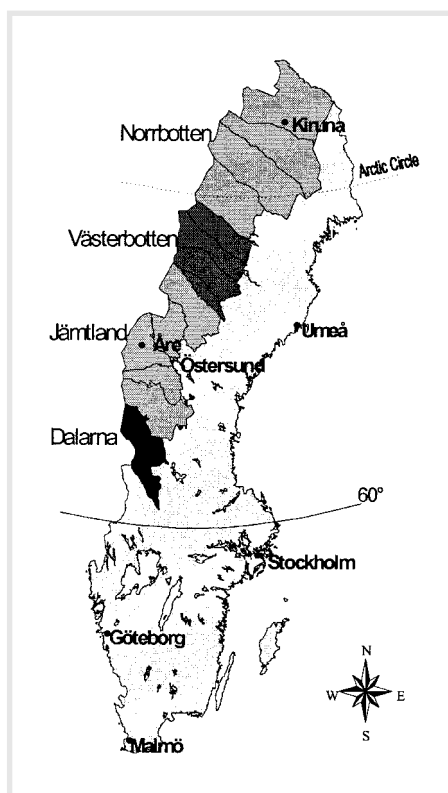 Kiruna
Norrbotten
Arctic Circle
Västerbotten
Umeå
Jämtland
Åre
Östersund
Dalarna
60°
Stockholm
Göteborg
N
W E
S
Malmö